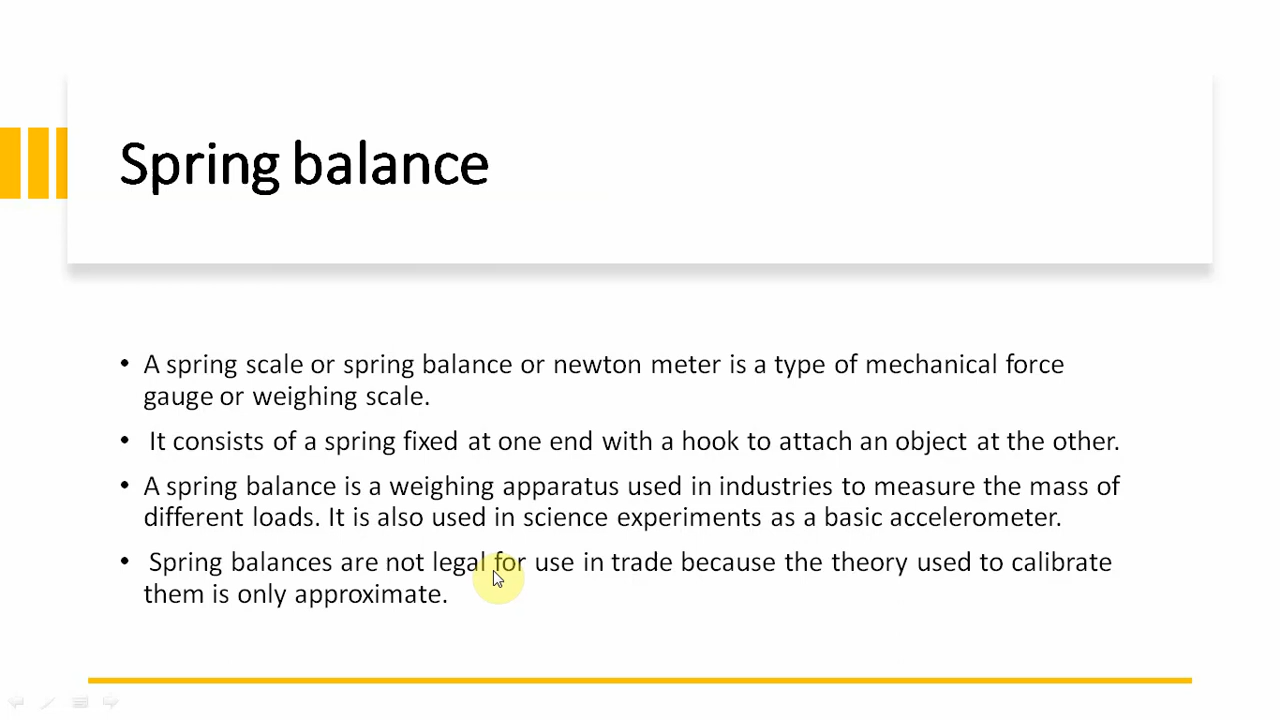 Spring balance
• A spring scale or spring balance or newton meter is a type of mechanical force
gauge or weighing scale.
• It consists of a spring fixed at one end with a hook to attach an object at the other.
• A spring balance is a weighing apparatus used in industries to measure the mass of
different loads. It is also used in science experiments as a basic accelerometer.
• Spring balances are not legal for use in trade because the theory used to calibrate
them is only approximate.